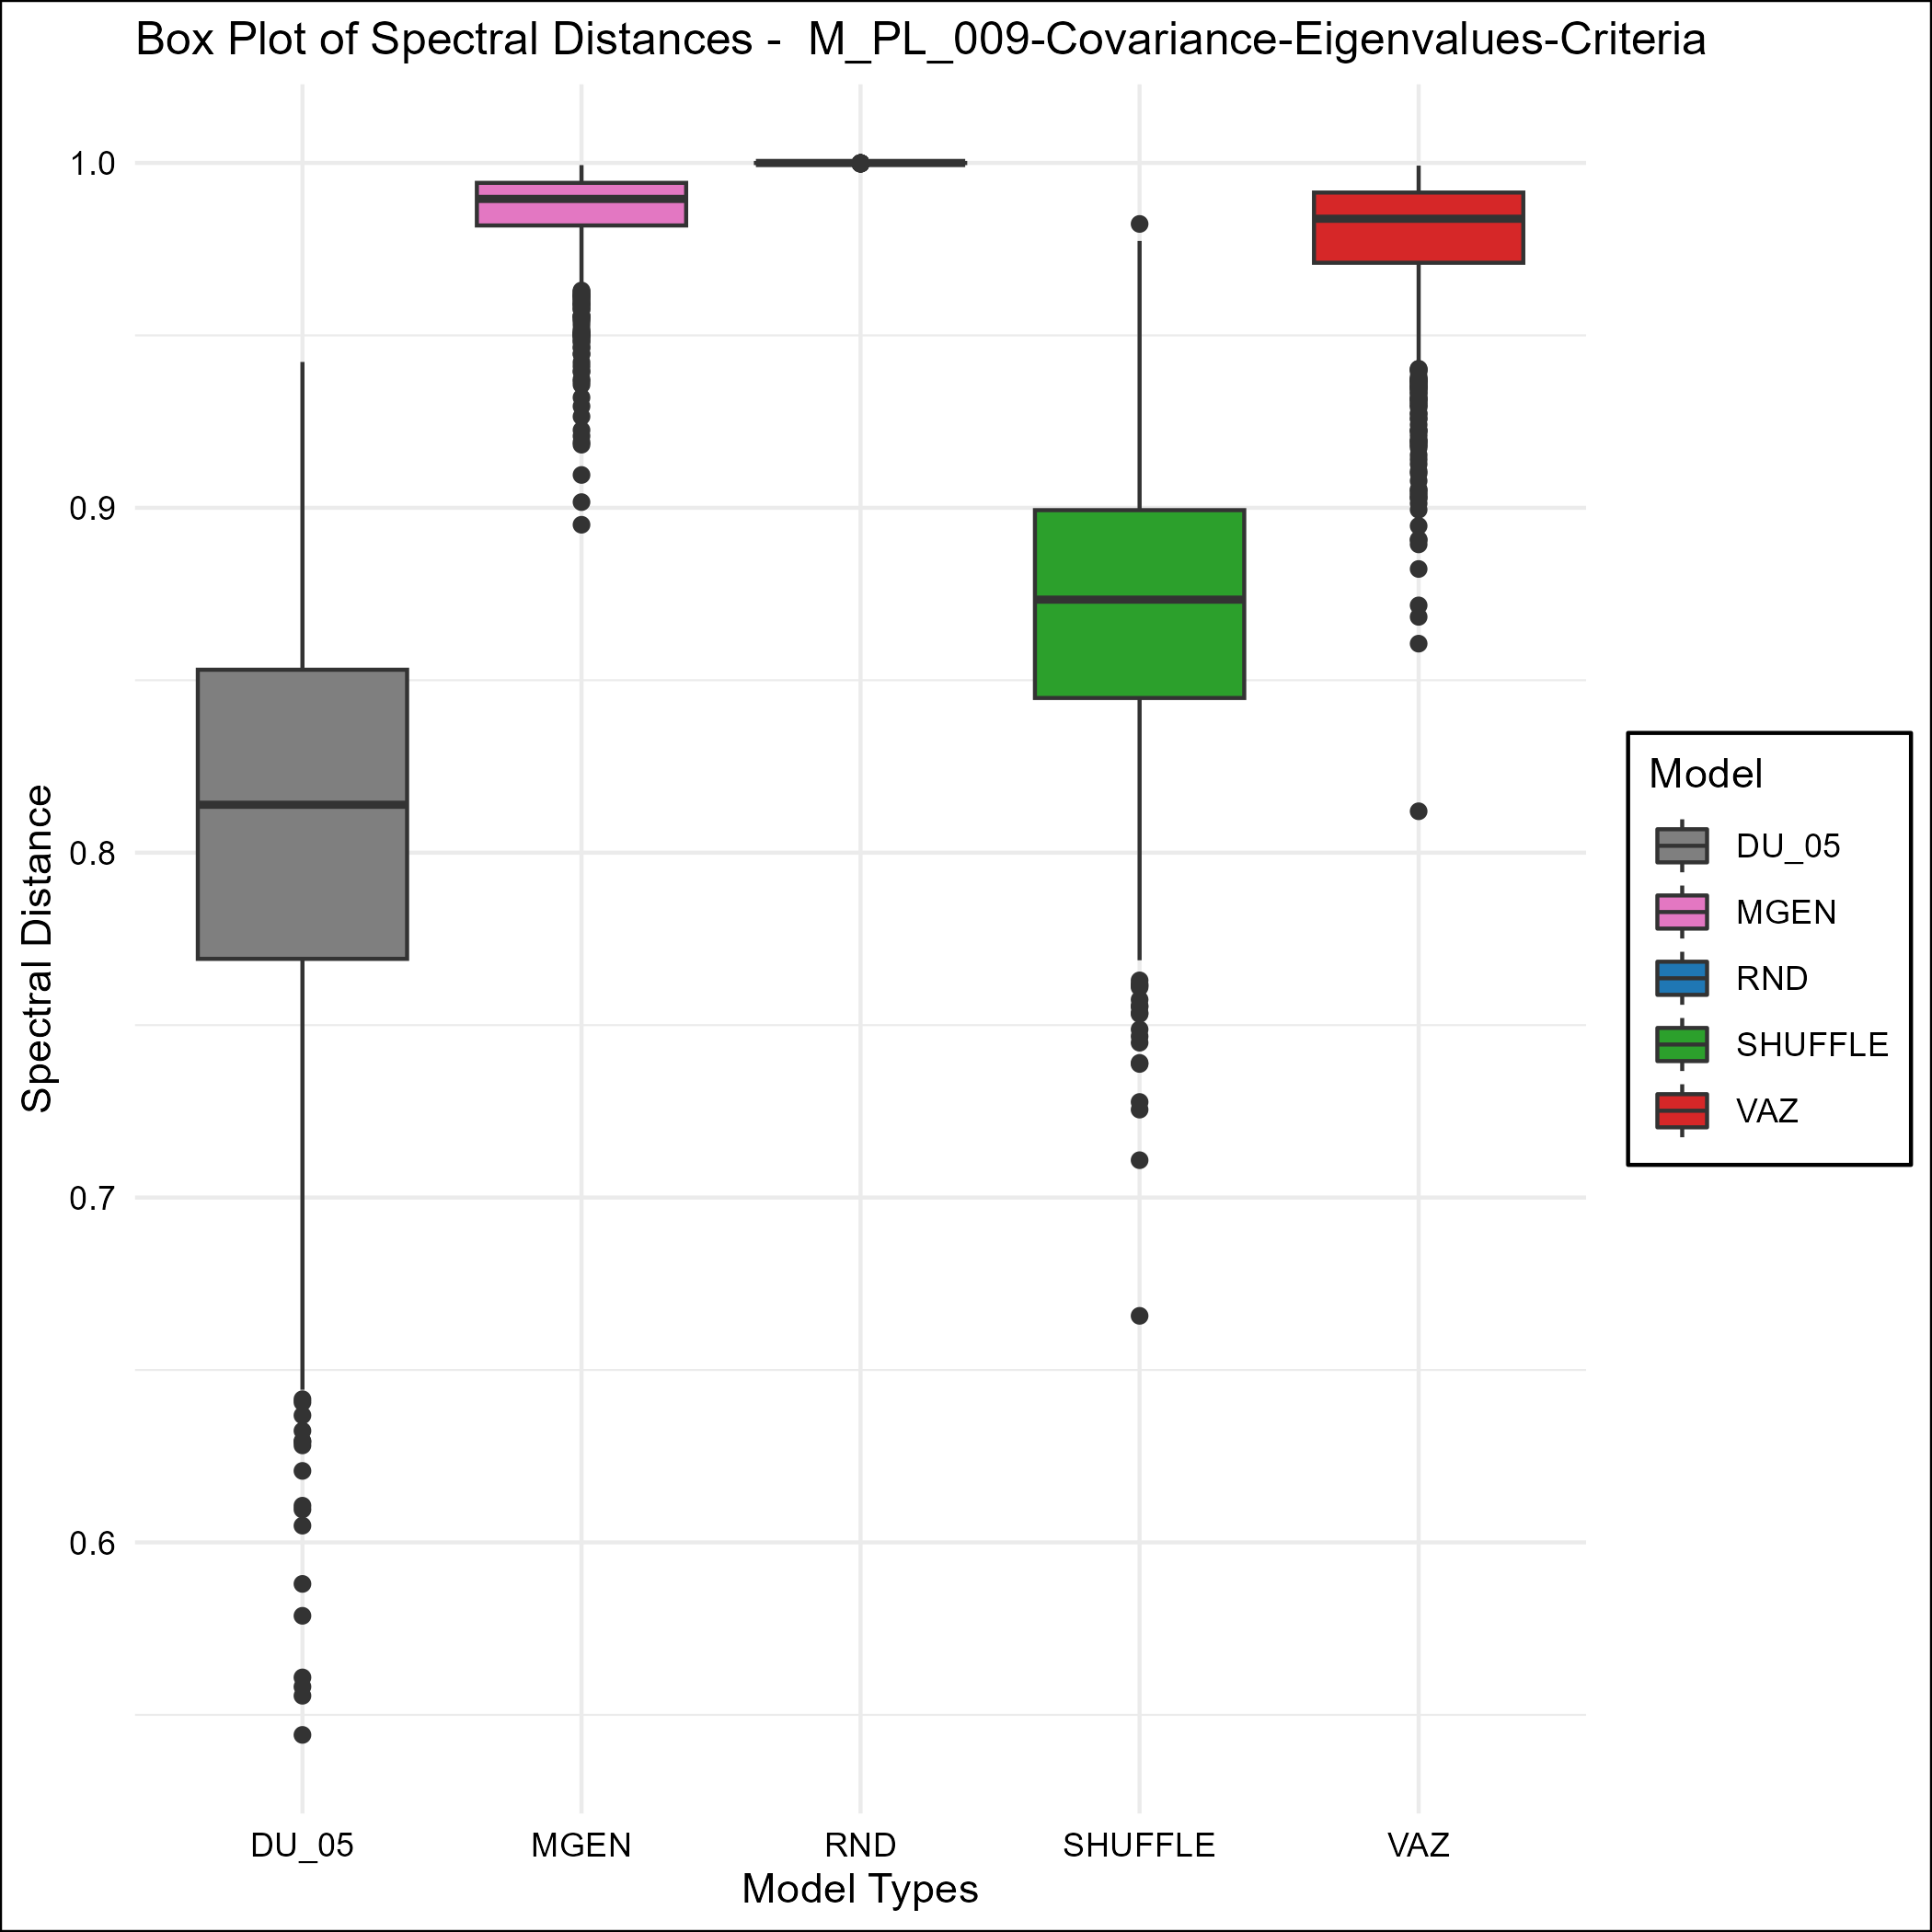 Box Plot of Spectral Distances -  M_PL_009-Covariance-Eigenvalues-Criteria
Spectral Distance
1.0
0.9
0.8
0.7
0.6
DU_05
MGEN
RND
SHUFFLE
VAZ
Model Types
Model
DU_05
MGEN
RND
SHUFFLE
VAZ